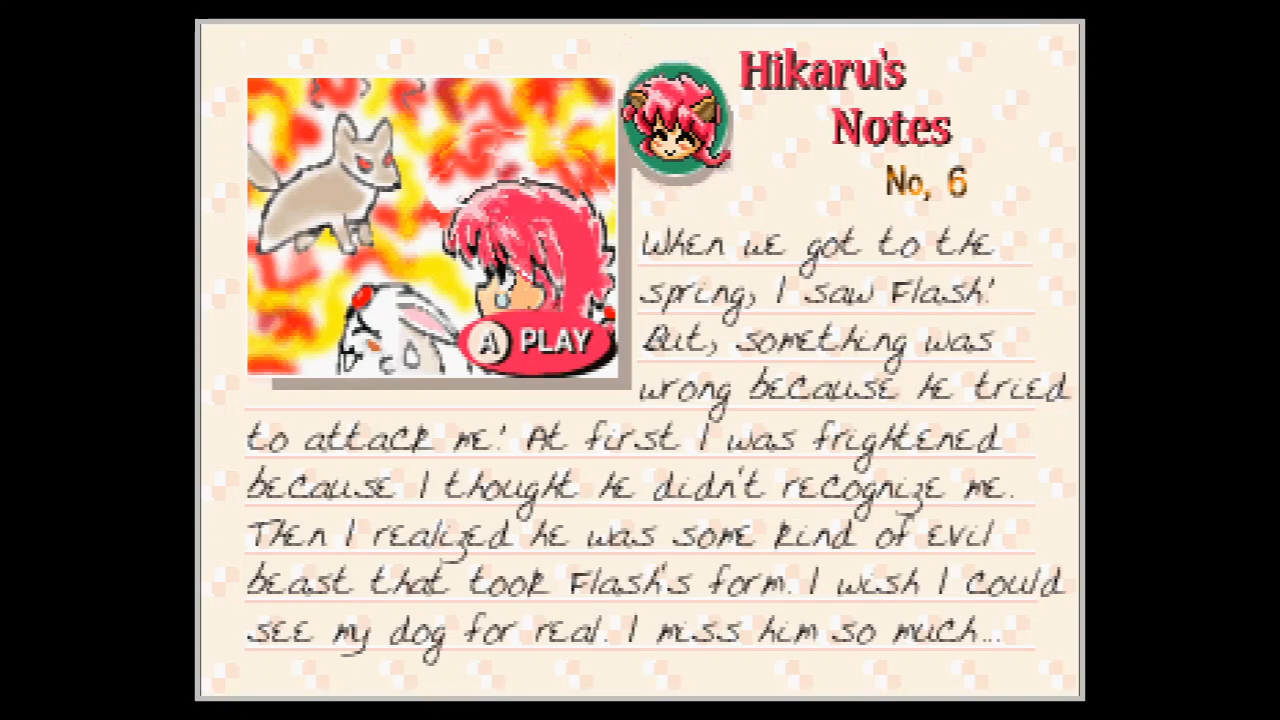 Hikaru's
Notes
No, 6
A PLAY
When we got to the
spring, I saw Flash!
But, something was
wrong because he tried
to attack me! At first I was frightened
because I thought he didn't recognize me.
Then I realized he was some kind of evil
beast that took Flash's form. I wish I could
see my dog for real. I miss him so much...